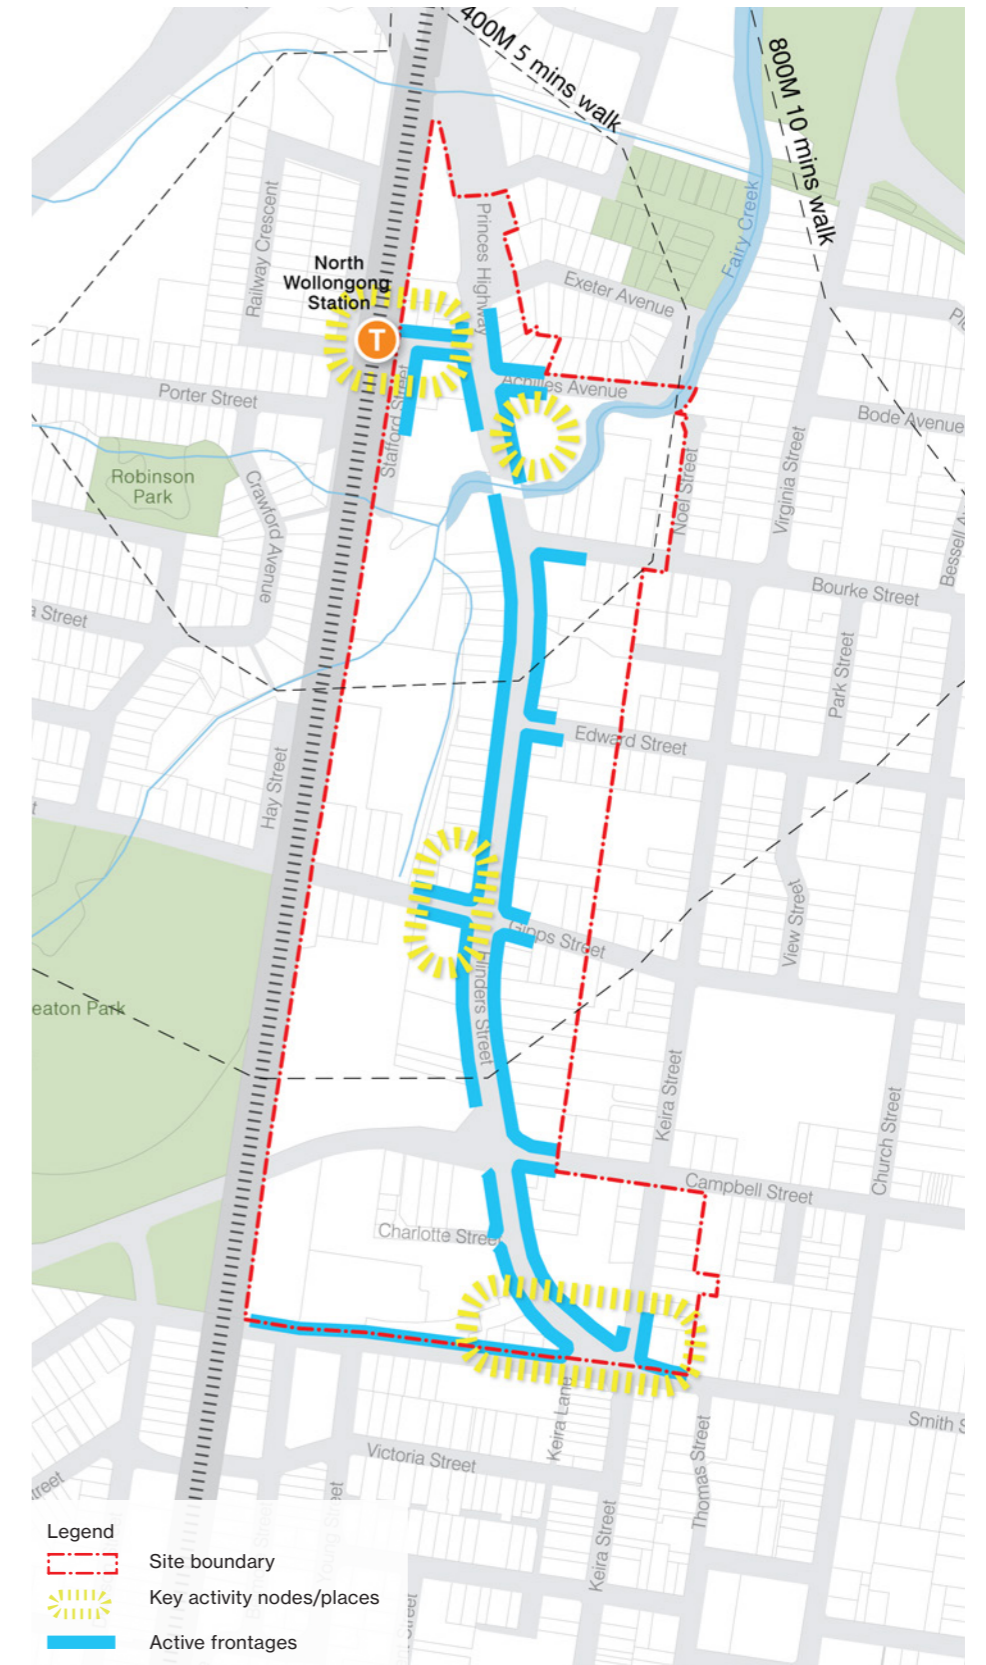 400M 5 mins walk
800M 10 mins walk
Railway Crescent
Princes Highway
Fairy Creek
North
Wollongong
Station
T
Exeter Avenue
Achilles Avenue
Porter Street
Stafford Street
Bode Avenue
Robinson
Park
Crawford Avenue
Noel Street
Virginia Street
Bourke Street
Park Street
Edward Street
Hay Street
View Street
Gipps Street
Flinders Street
eaton Park
Keira Street
Church Street
Campbell Street
Charlotte Street
Smith S
Keira Lane
Thomas Street
Victoria Street
Keira Street
Legend
Site boundary
Key activity nodes/places
Active frontages